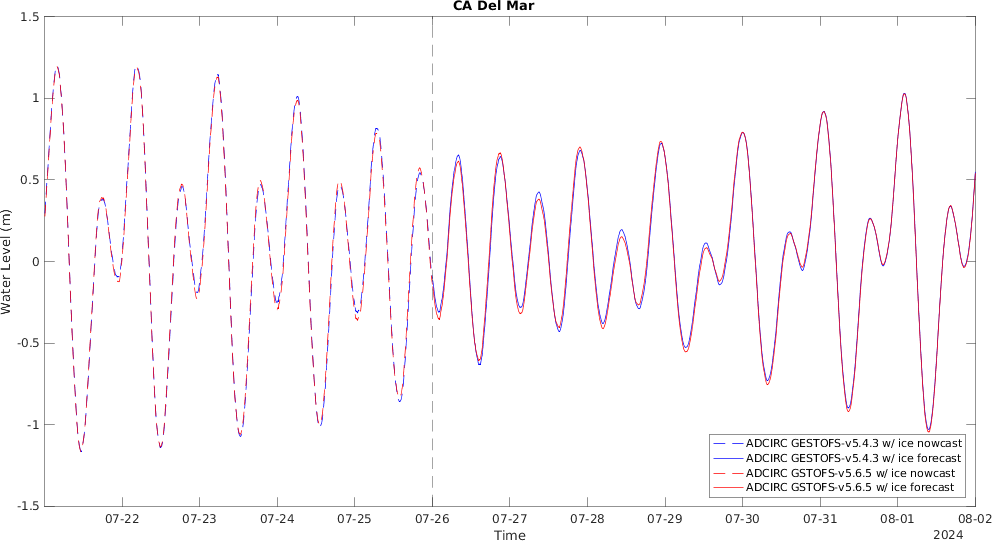 CA Del Mar
1.5
1
0.5
0
-0.5
-1
-1.5
Water Level (m)
07-22 07-23 07-24 07-25 07-26 07-27 07-28 07-29 07-30 07-31 08-01 08-02
Time
2024
ADCIRC GESTOFS-v5.4.3 w/ ice nowcast
ADCIRC GESTOFS-v5.4.3 w/ ice forecast
ADCIRC GSTOFS-v5.6.5 w/ ice nowcast
ADCIRC GSTOFS-v5.6.5 w/ ice forecast